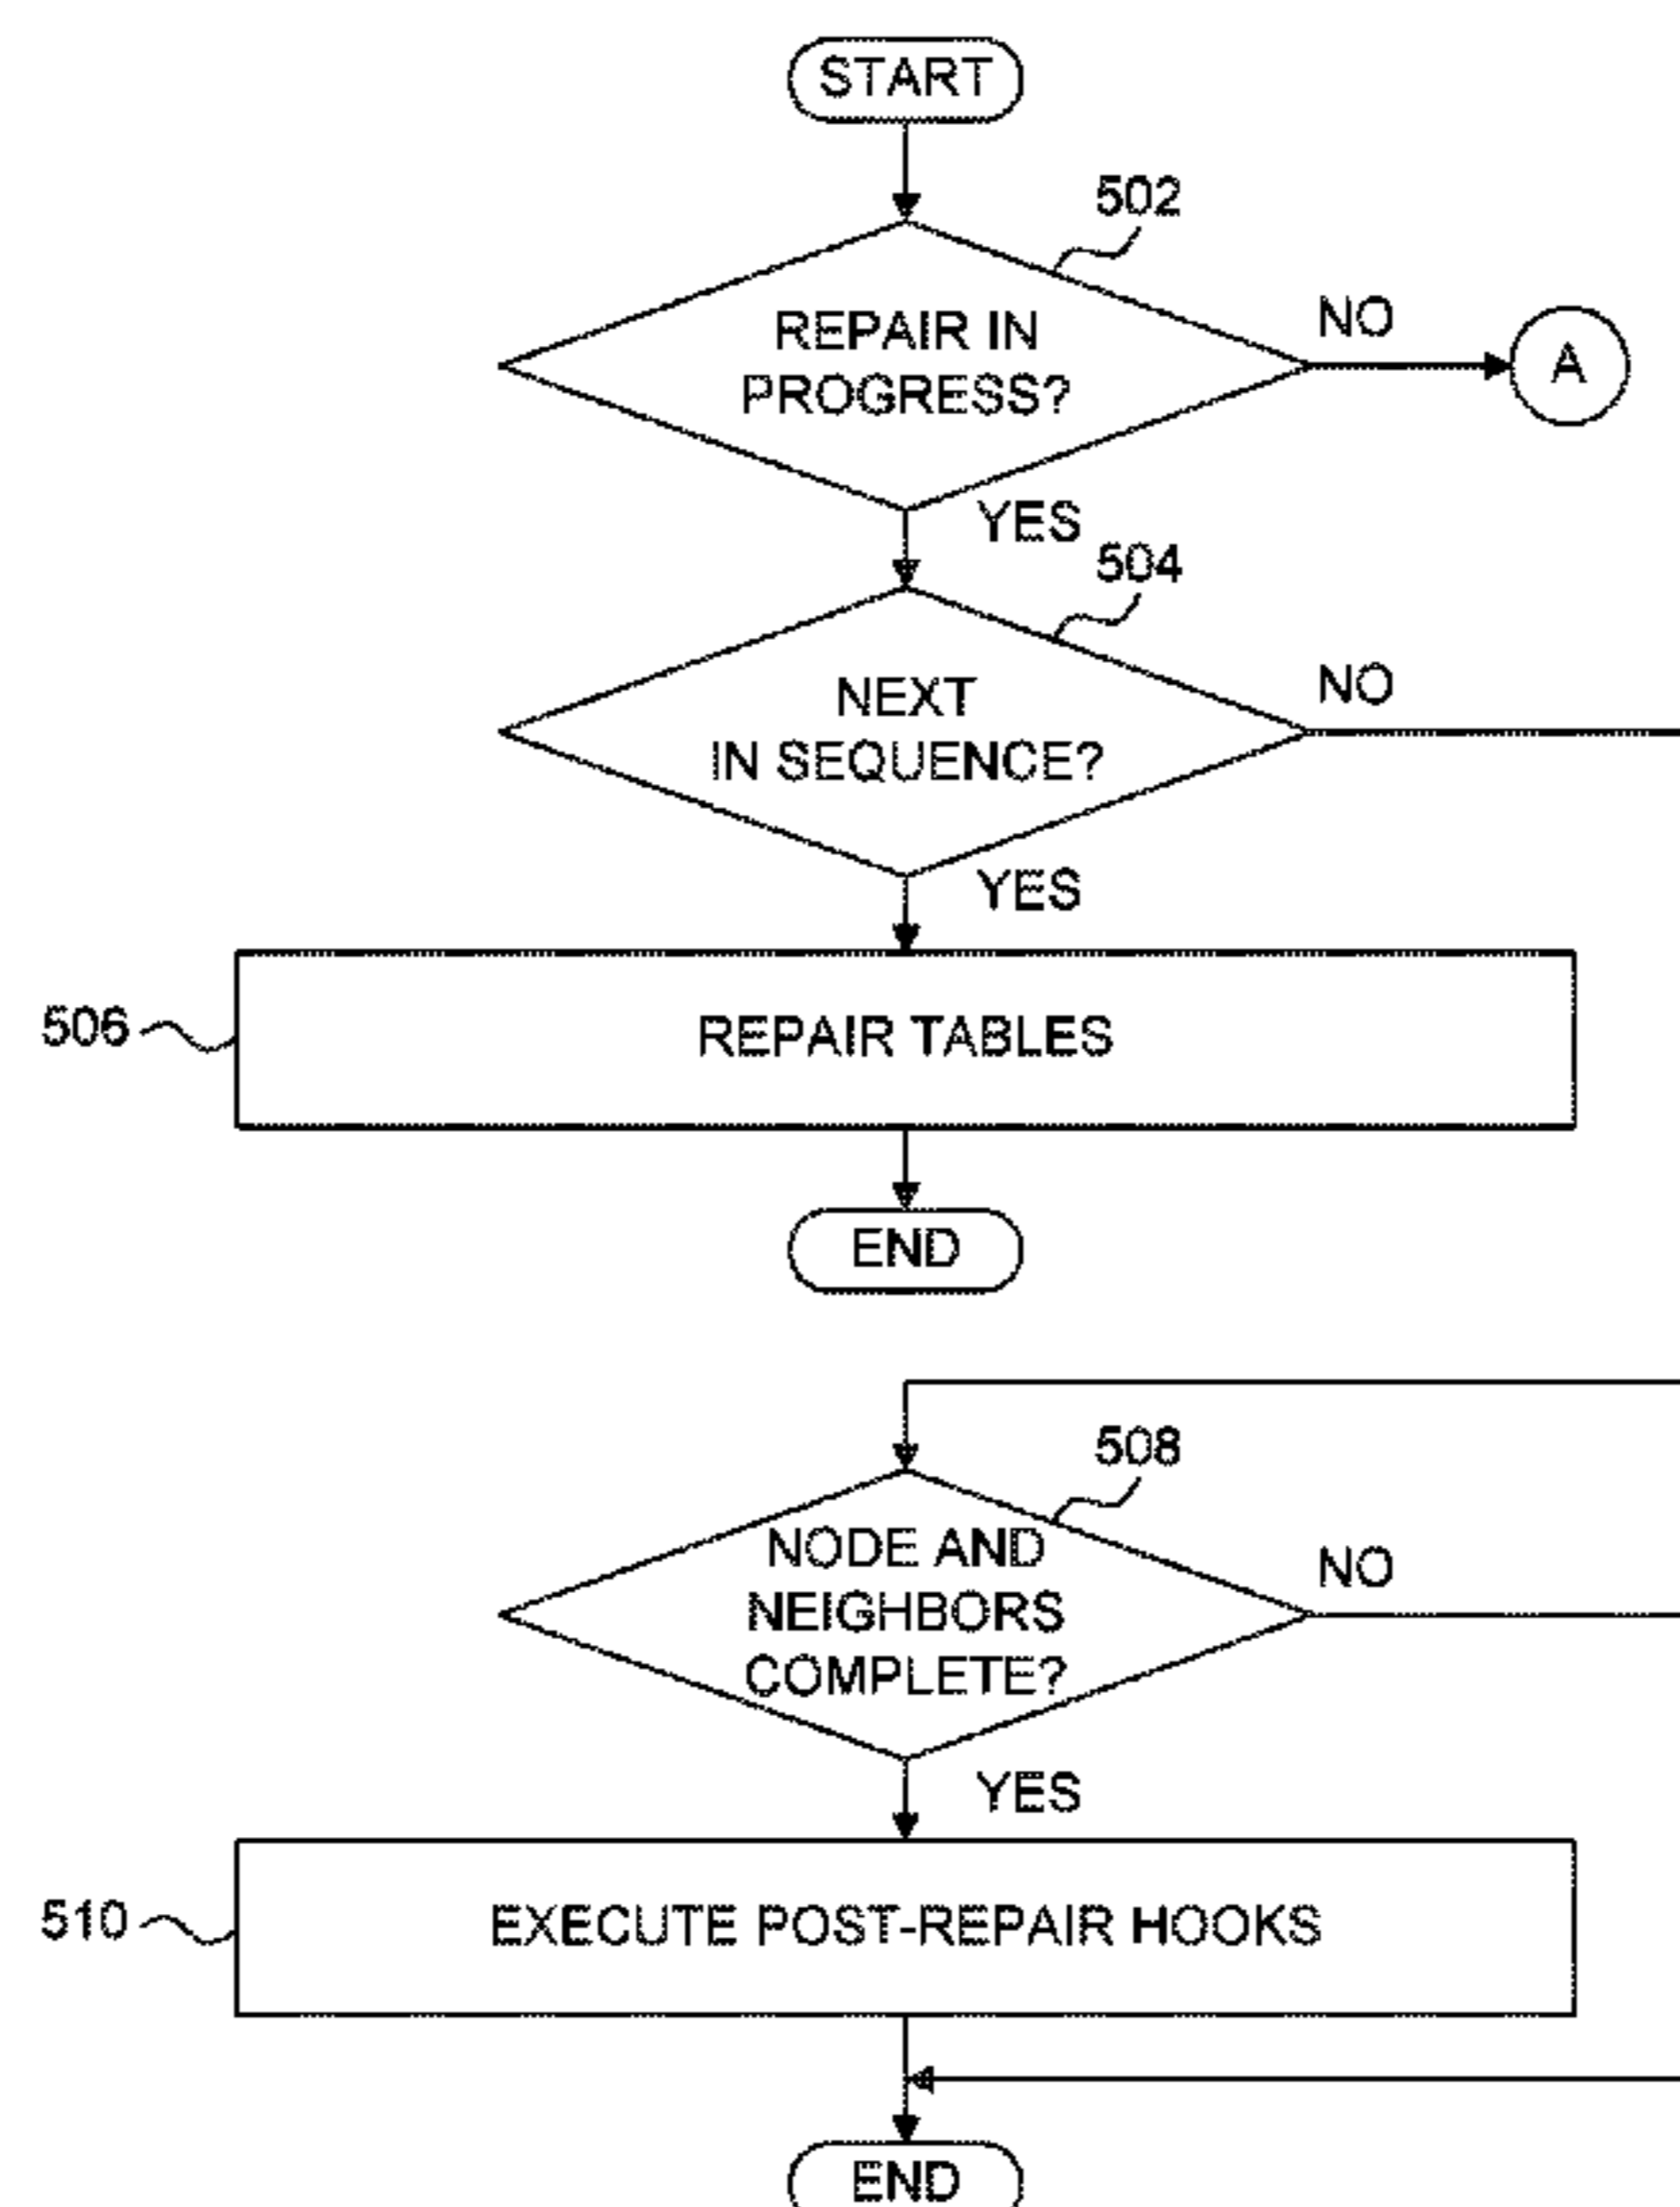 START
502
REPAIR IN
PROGRESS?
NO
A
YES
504
NEXT
IN SEQUENCE?
NO
YES
506
REPAIR TABLES
END
508
NODE AND
NEIGHBORS
COMPLETE?
NO
YES
510
EXECUTE POST-REPAIR HOOKS
END